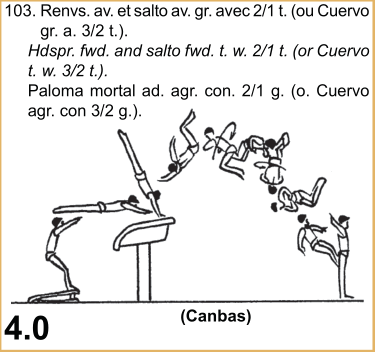 103. Renvs. av. et salto av. gr. avec 2/1 t. (ou Cuervo
gr. a. 3/2 t.).
Hdspr. fwd. and salto fwd. t. w. 2/1 t. (or Cuervo
t. w. 3/2 t.).
Paloma mortal ad. agr. con. 2/1 g. (o. Cuervo
agr. con 3/2 g.).
(Canbas)
4.0